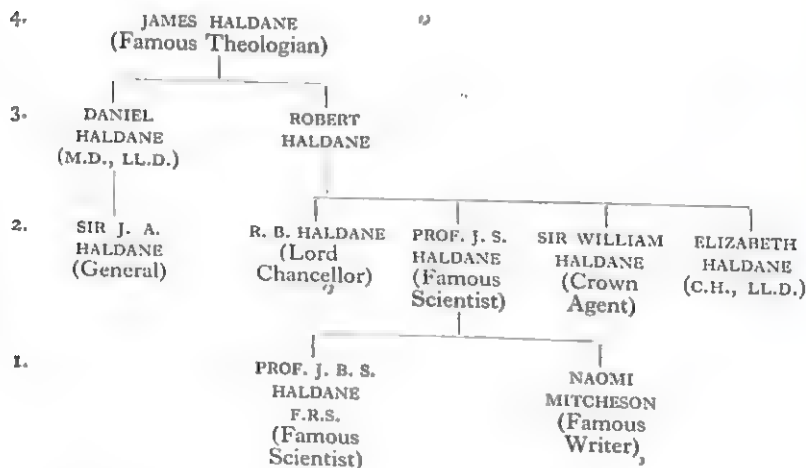 4.
JAMES HALDANE
(Famous Theologian)
3.
DANIEL
HALDANE
(M.D., LL.D.)
ROBERT
HALDANE
2.
SIR J. A.
HALDANE
(General)
R. B. HALDANE
(Lord
Chancellor)
PROF. J. S.
HALDANE
(Famous
Scientist)
SIR WILLIAM
HALDANE
(Crown
Agent)
ELIZABETH
HALDANE
(C.H., LL.D.)
1.
PROF. J. B. S.
HALDANE
F.R.S.
(Famous
Scientist)
NAOMI
MITCHESON
(Famous
Writer)